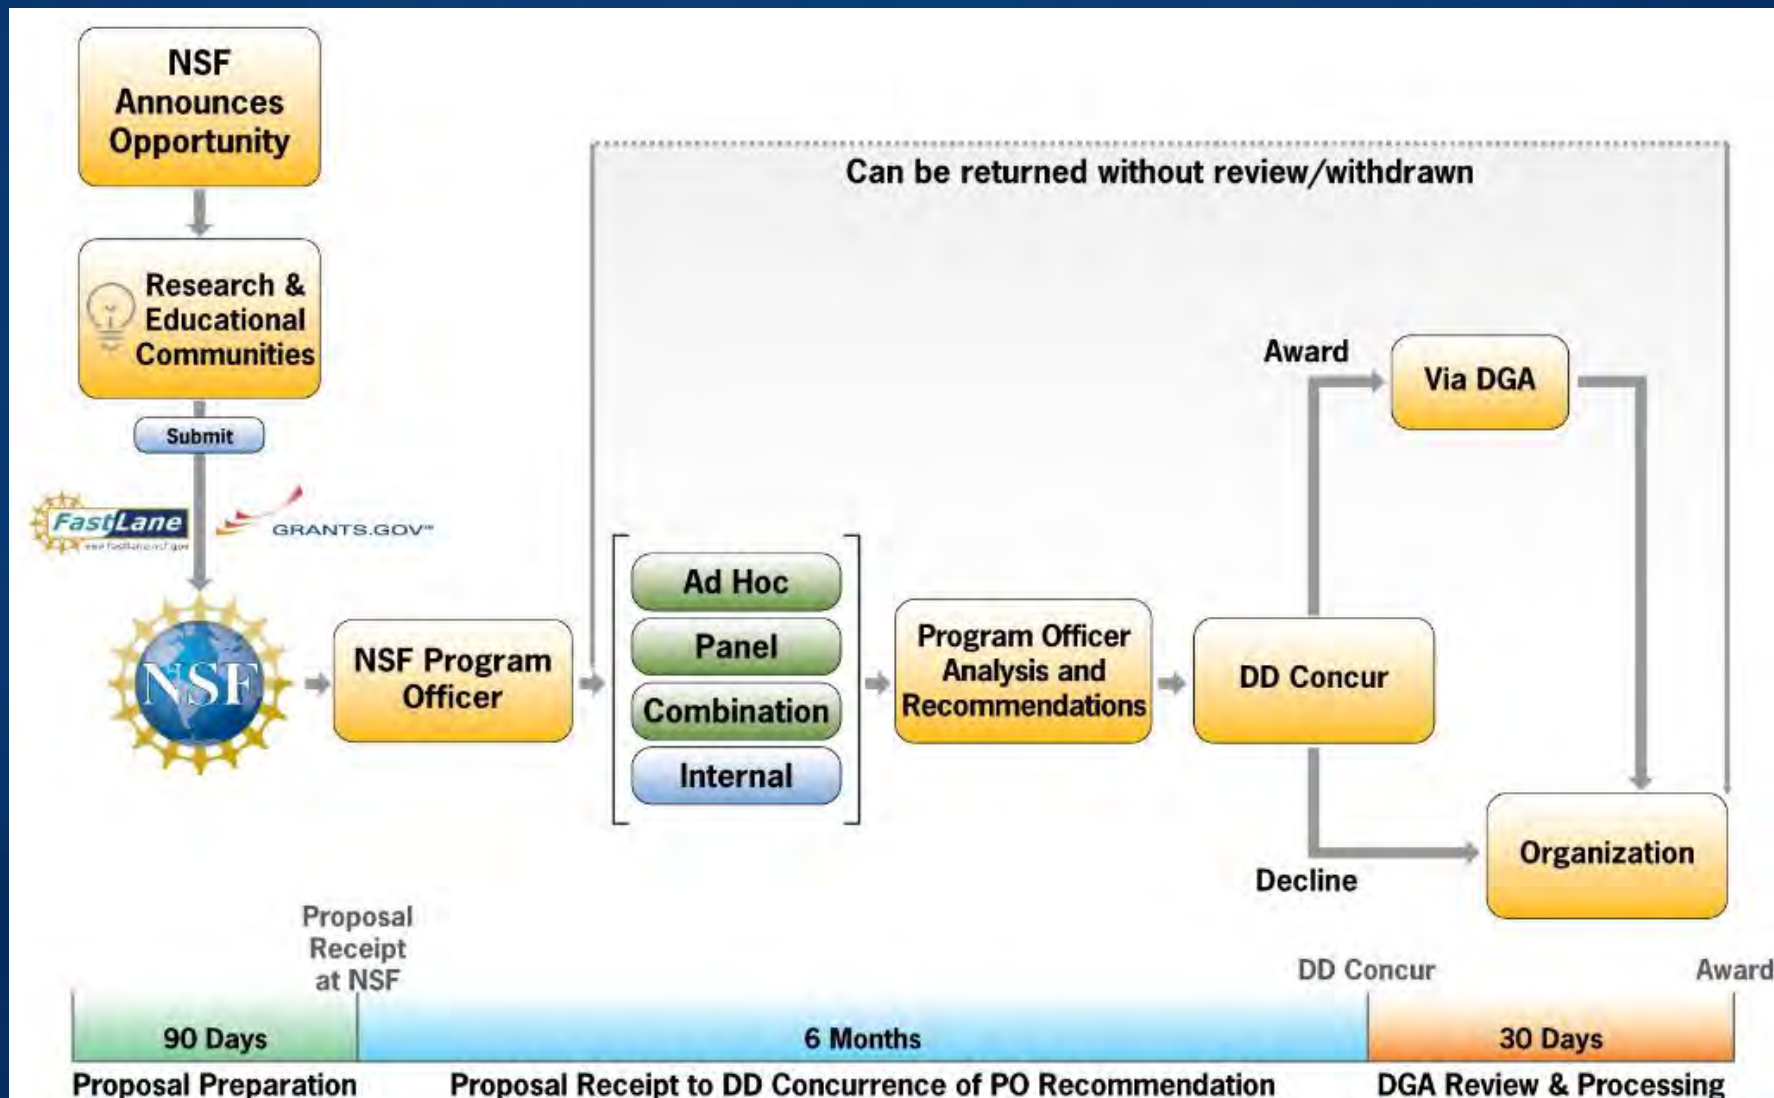 NSF
Announces
Opportunity
Research &
Educational
Communities
Submit
FastLane
GRANTS.GOV℠
NSF
NSF Program
Officer
Can be returned without review/withdrawn
Ad Hoc
Panel
Combination
Internal
Program Officer
Analysis and
Recommendations
DD Concur
Award
Via DGA
Decline
Organization
Proposal
Receipt
at NSF
DD Concur
Award
90 Days
6 Months
30 Days
Proposal Preparation
Proposal Receipt to DD Concurrence of PO Recommendation
DGA Review & Processing